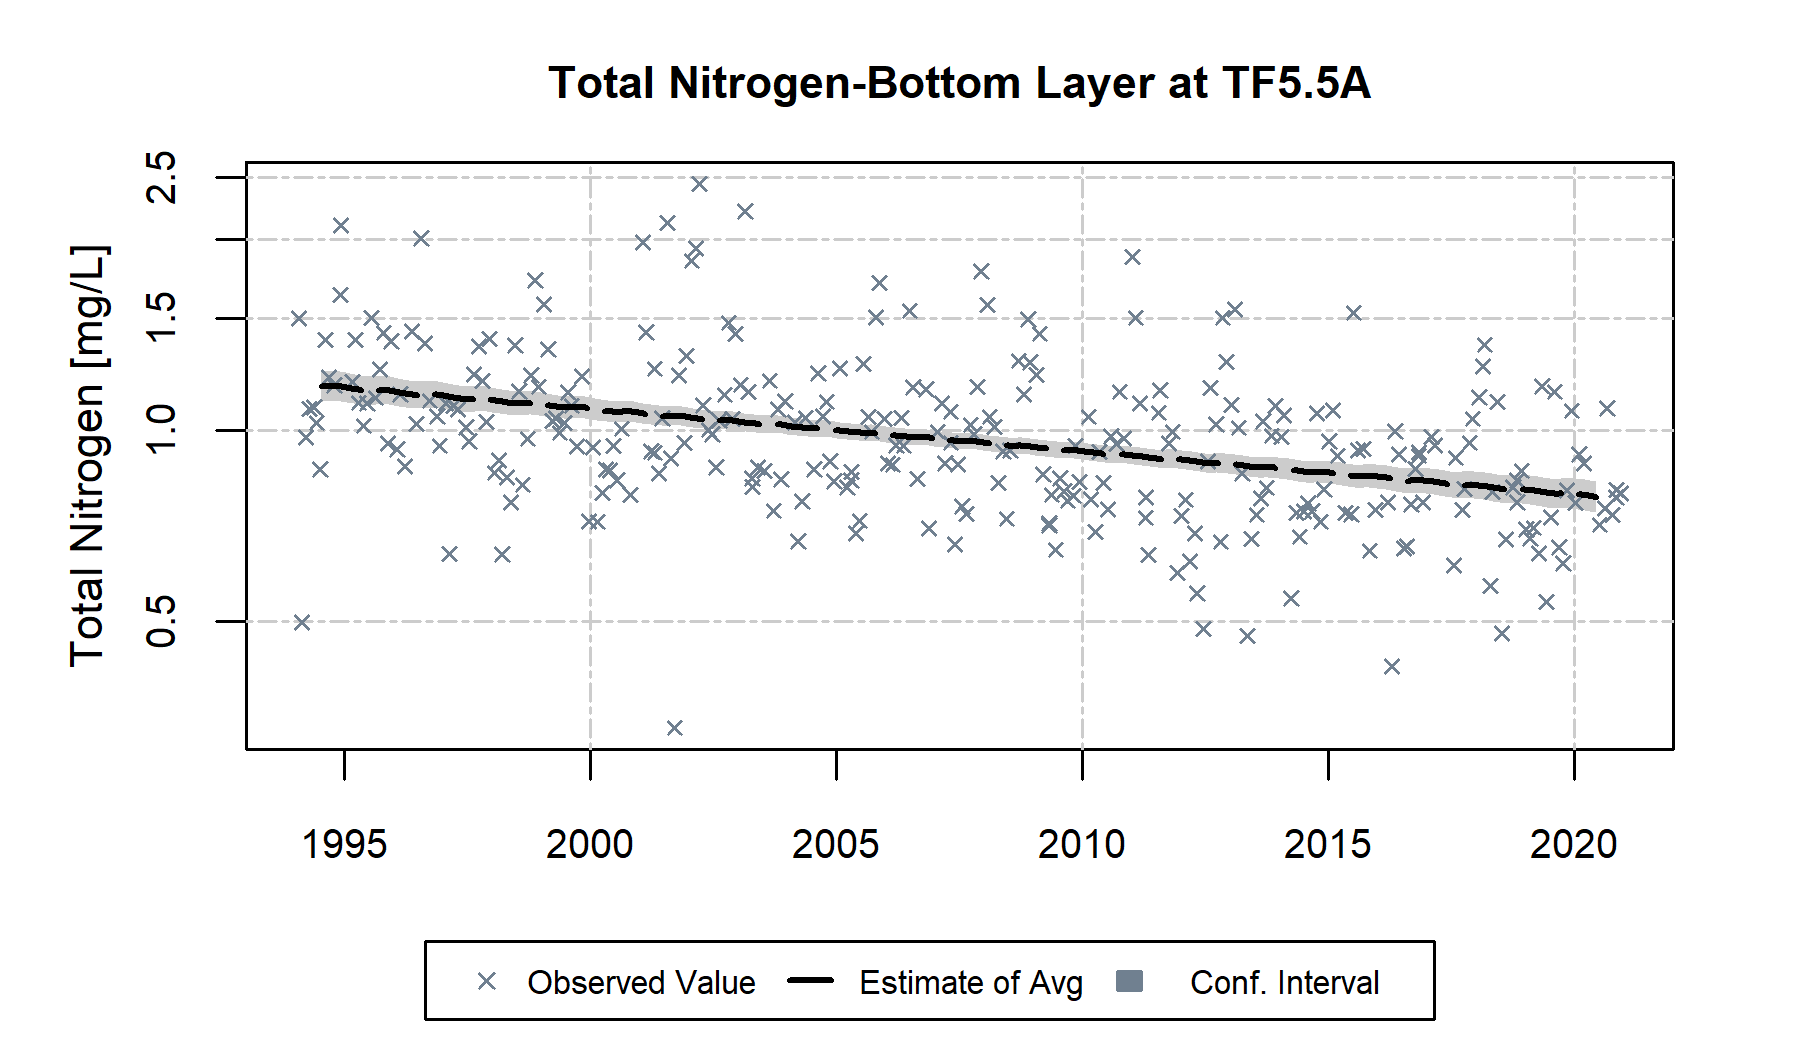 Total Nitrogen-Bottom Layer at TF5.5A
Total Nitrogen [mg/L]
2.5
1.5
1.0
0.5
1995 2000 2005 2010 2015 2020
Observed Value Estimate of Avg Conf. Interval